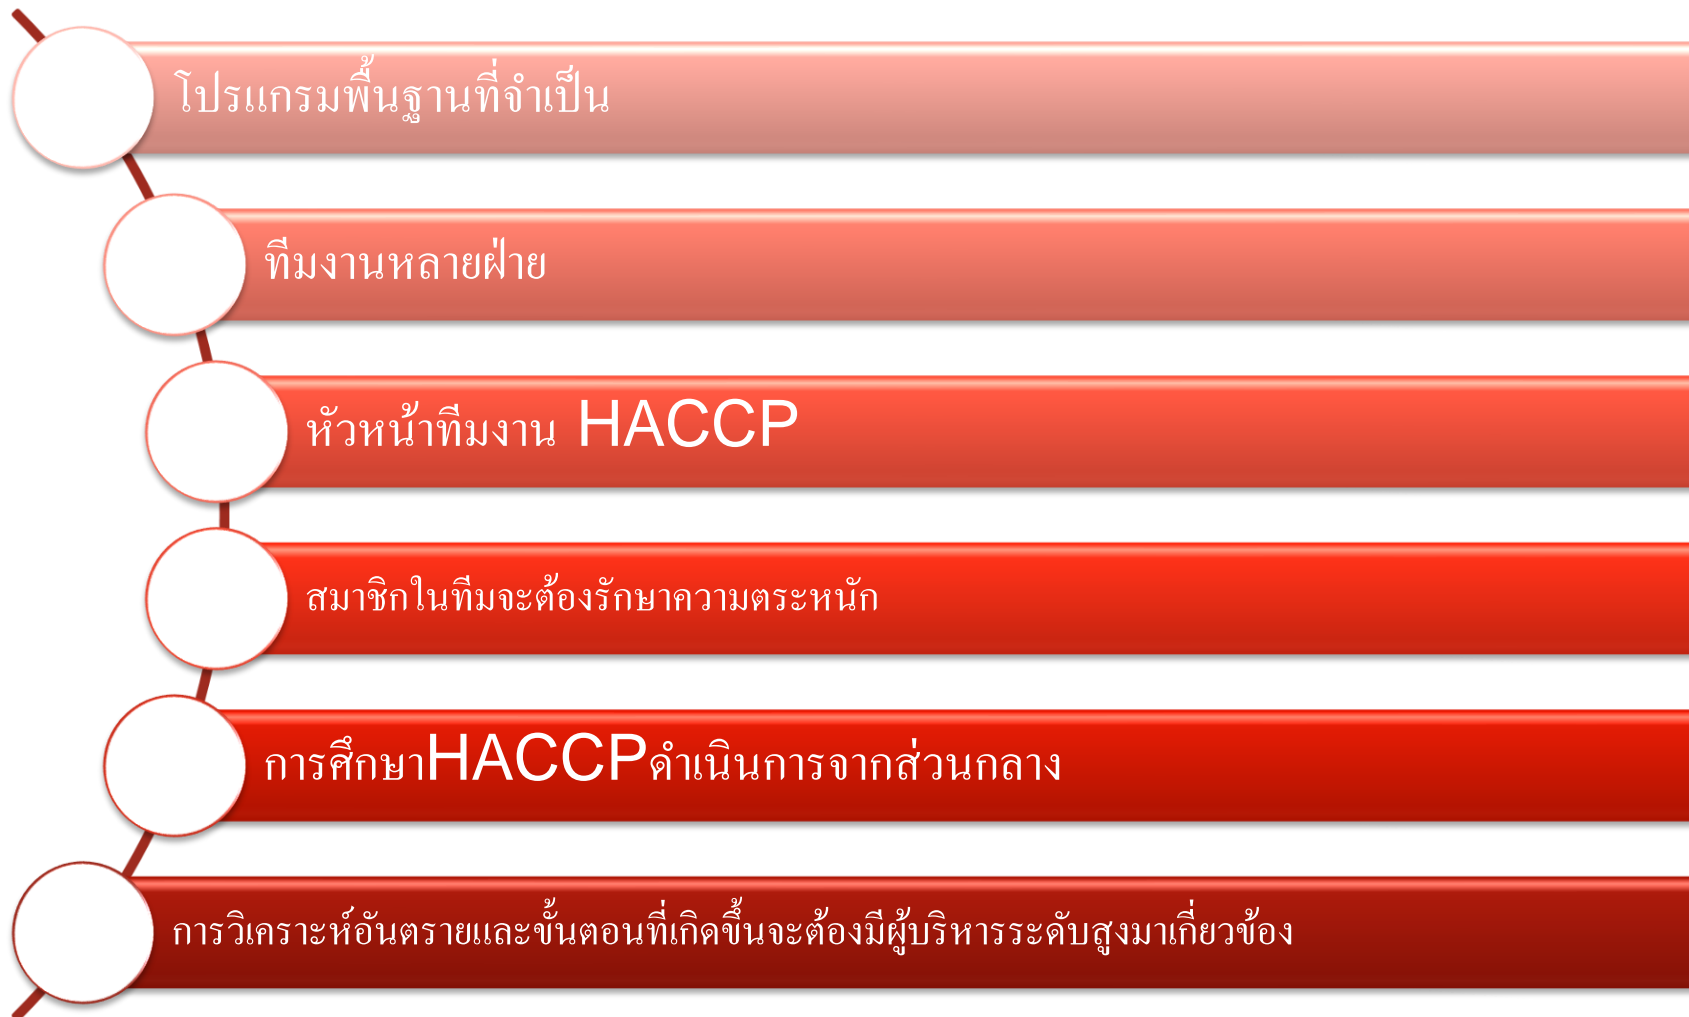 โปรแกรมพื้นฐานที่จำเป็น
ทีมงานหลายฝ่าย
หัวหน้าทีมงาน HACCP
สมาชิกในทีมจะต้องรักษาความตระหนัก
การศึกษาHACCPดำเนินการจากส่วนกลาง
การวิเคราะห์อันตรายและขั้นตอนที่เกิดขึ้นจะต้องมีผู้บริหารระดับสูงมาเกี่ยวข้อง